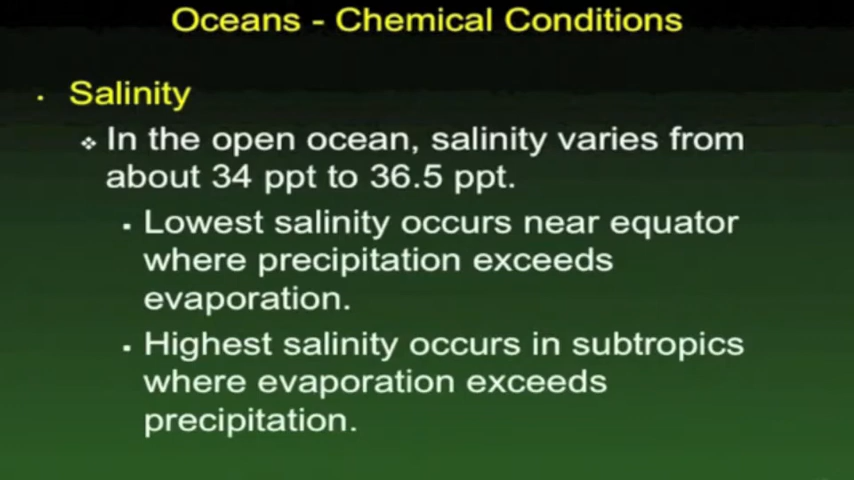 Oceans - Chemical Conditions
· Salinity
❖ In the open ocean, salinity varies from
about 34 ppt to 36.5 ppt.
▪ Lowest salinity occurs near equator
where precipitation exceeds
evaporation.
▪ Highest salinity occurs in subtropics
where evaporation exceeds
precipitation.